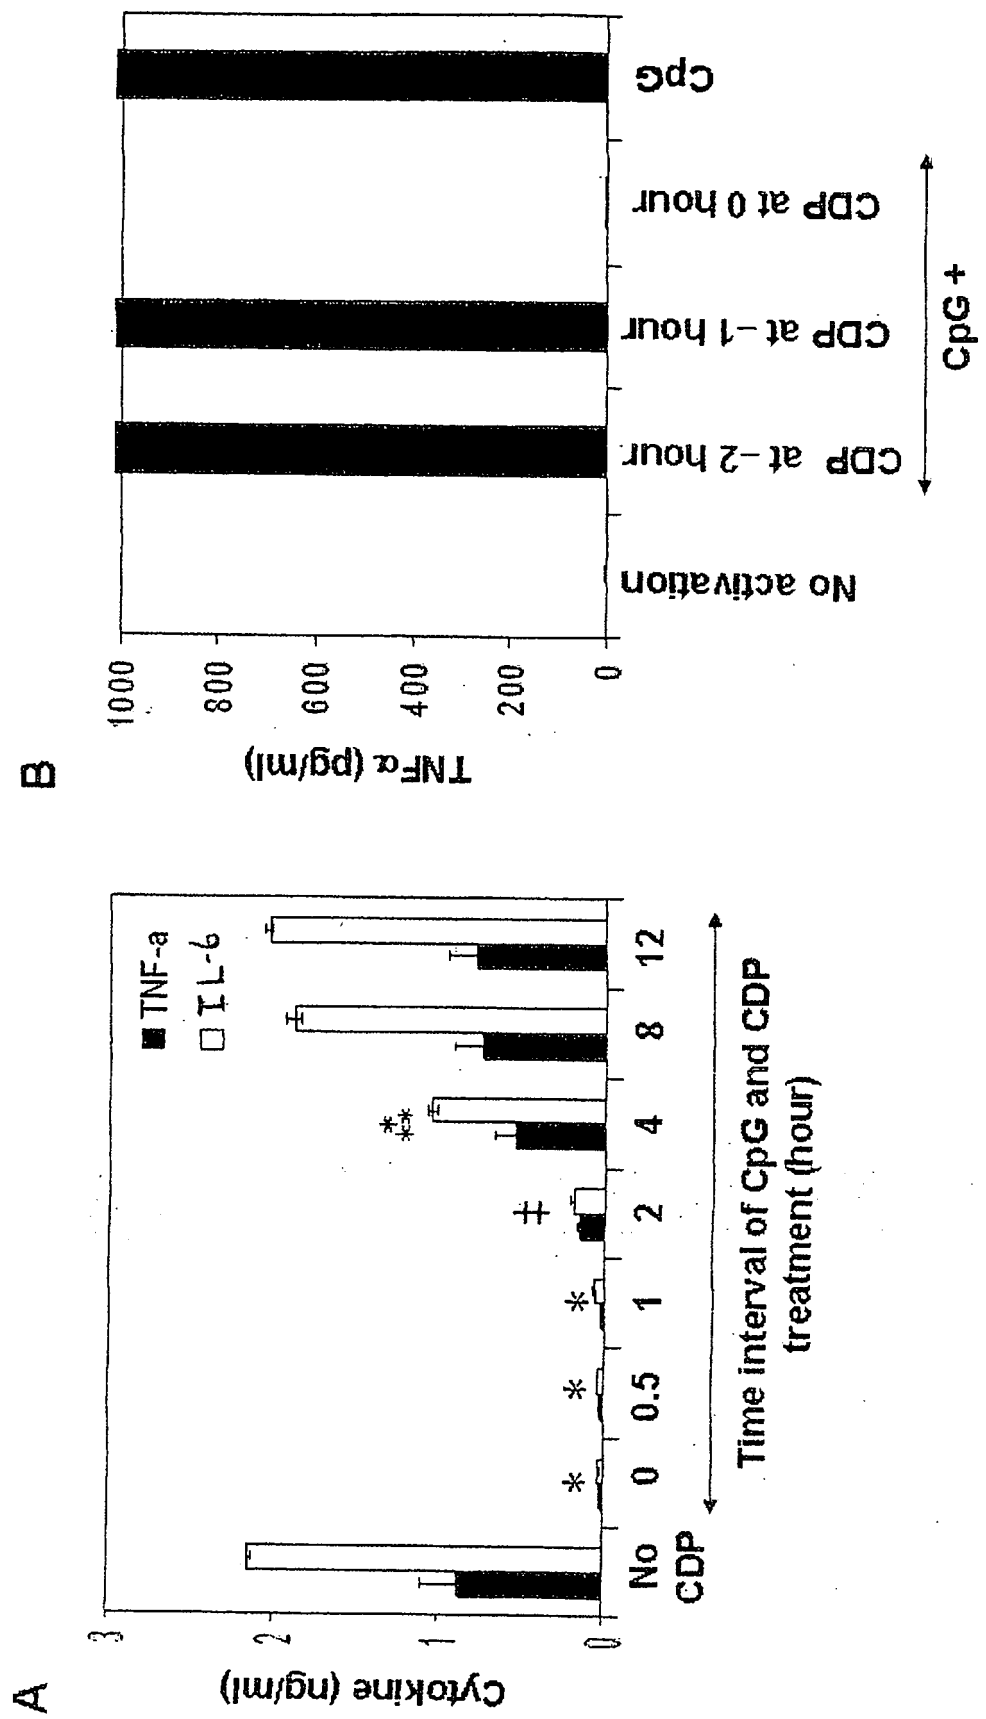 A
Cytokine (ng/ml)
3
2
1
0
TNF-a
IL-6
*
*
*
‡
**
*
No CDP
0
0.5
1
2
4
8
12
Time interval of CpG and CDP
treatment (hour)
B
TNFα (pg/ml)
1000
800
600
400
200
0
No activation
CDP at -2 hour
CDP at -1 hour
CDP at 0 hour
CpG
CpG +